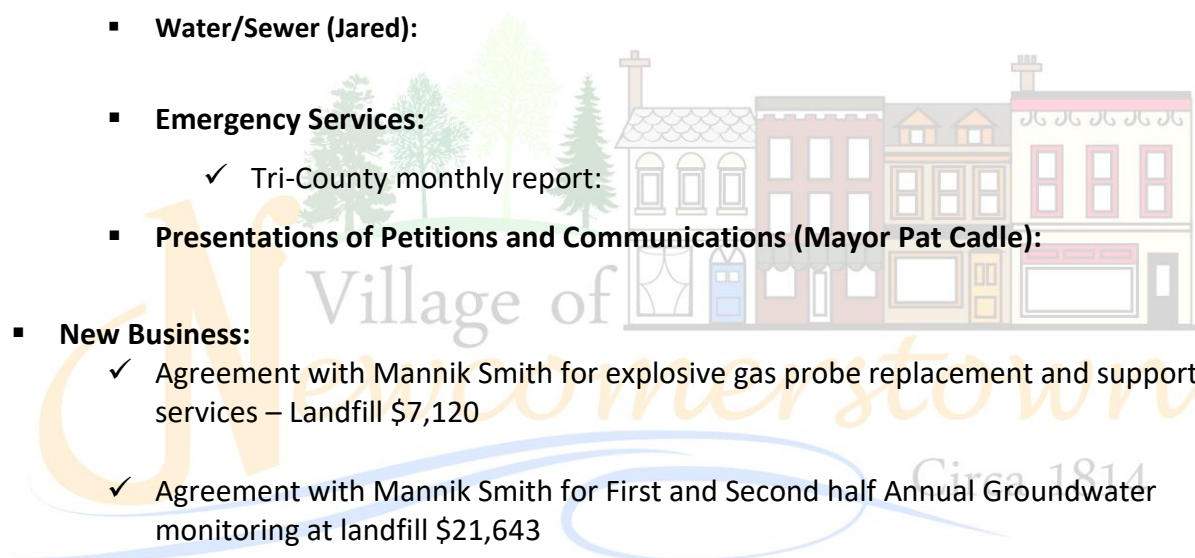 ▪ Water/Sewer (Jared):
▪ Emergency Services:
✓ Tri-County monthly report:
▪ Presentations of Petitions and Communications (Mayor Pat Cadle):
Village of
▪ New Business:
Newcomerstown
✓ Agreement with Mannik Smith for explosive gas probe replacement and support
services – Landfill $7,120
Circa 1814
✓ Agreement with Mannik Smith for First and Second half Annual Groundwater
monitoring at landfill $21,643